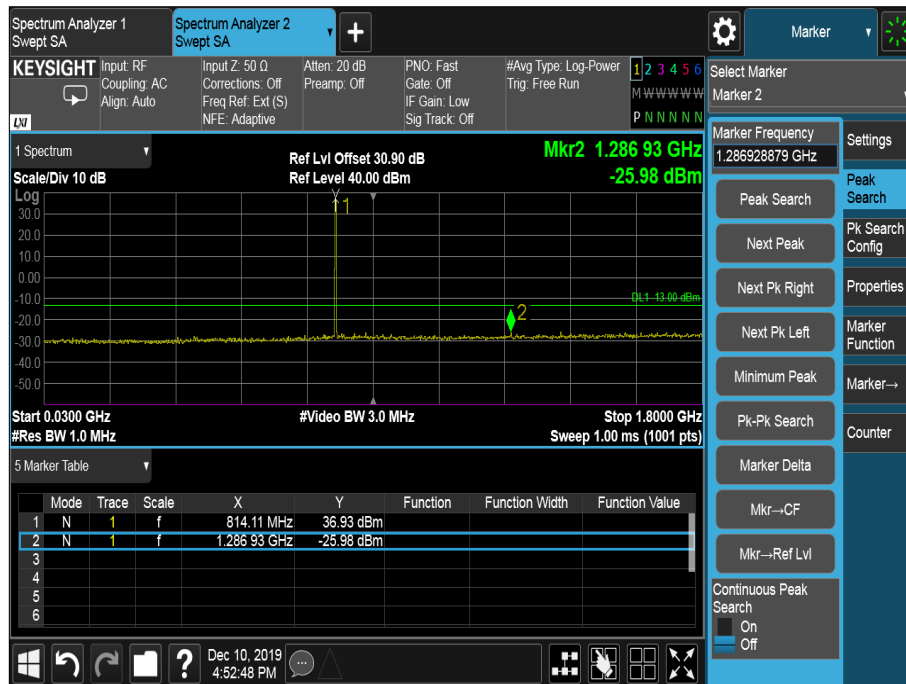 Spectrum Analyzer 1
Swept SA
Spectrum Analyzer 2
Swept SA
+
Marker
KEYSIGHT
LXI
Input: RF
Coupling: AC
Align: Auto
Input Z: 50 Ω
Corrections: Off
Freq Ref: Ext (S)
NFE: Adaptive
Atten: 20 dB
Preamp: Off
PNO: Fast
Gate: Off
IF Gain: Low
Sig Track: Off
#Avg Type: Log-Power
Trig: Free Run
1 2 3 4 5 6
M W W W W W
P N N N N N
Select Marker
Marker 2
1 Spectrum
Scale/Div 10 dB
Ref Lvl Offset 30.90 dB
Ref Level 40.00 dBm
Mkr2 1.286 93 GHz
-25.98 dBm
Log
30.0
20.0
10.0
0.00
-10.0
-20.0
-30.0
-40.0
-50.0
1
2
DL1 -13.00 dBm
Start 0.0300 GHz
#Video BW 3.0 MHz
Stop 1.8000 GHz
#Res BW 1.0 MHz
Sweep 1.00 ms (1001 pts)
5 Marker Table
Mode Trace Scale X Y Function Function Width Function Value
1 N 1 f 814.11 MHz 36.93 dBm
2 N 1 f 1.286 93 GHz -25.98 dBm
3
4
5
6
Marker Frequency
1.286928879 GHz
Peak Search
Next Peak
Next Pk Right
Next Pk Left
Minimum Peak
Pk-Pk Search
Marker Delta
Mkr→CF
Mkr→Ref Lvl
Continuous Peak
Search
On
Off
Settings
Peak
Search
Pk Search
Config
Properties
Marker
Function
Marker→
Counter
?
Dec 10, 2019
4:52:48 PM